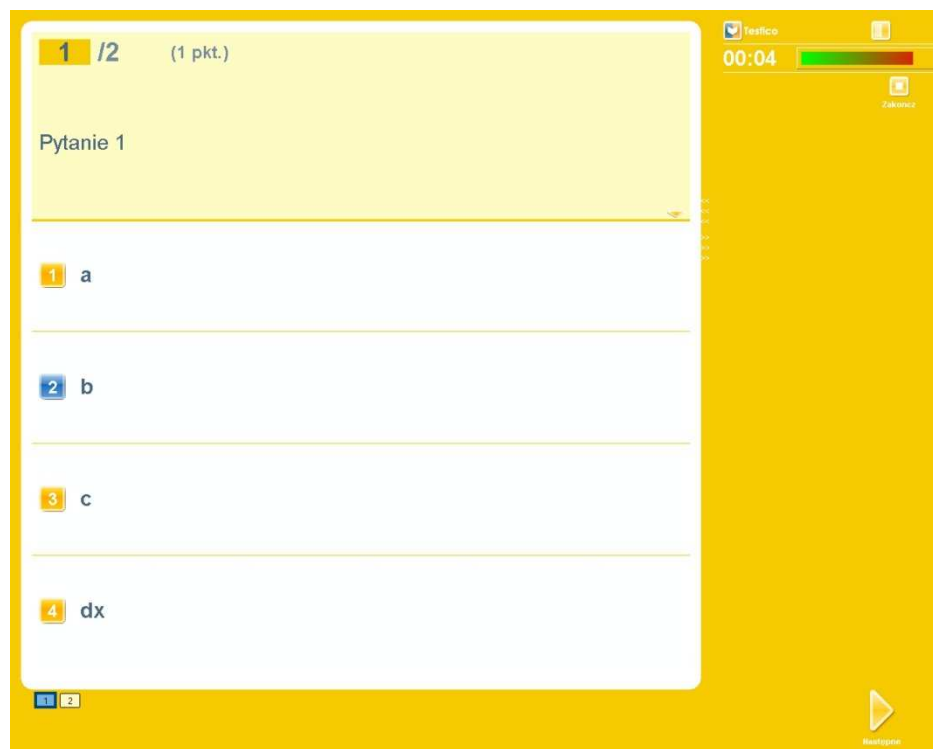 1 /2 (1 pkt.)
Testico
00:04
Zakończ
Pytanie 1
1 a
2 b
3 c
4 dx
1 2
Następne